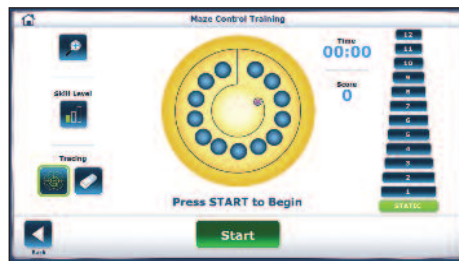 Maze Control Training
Time
00:00
Score
0
Skill Level
Tracing
Press START to Begin
Start
Back
12
11
10
9
8
7
6
5
4
3
2
1
STATIC